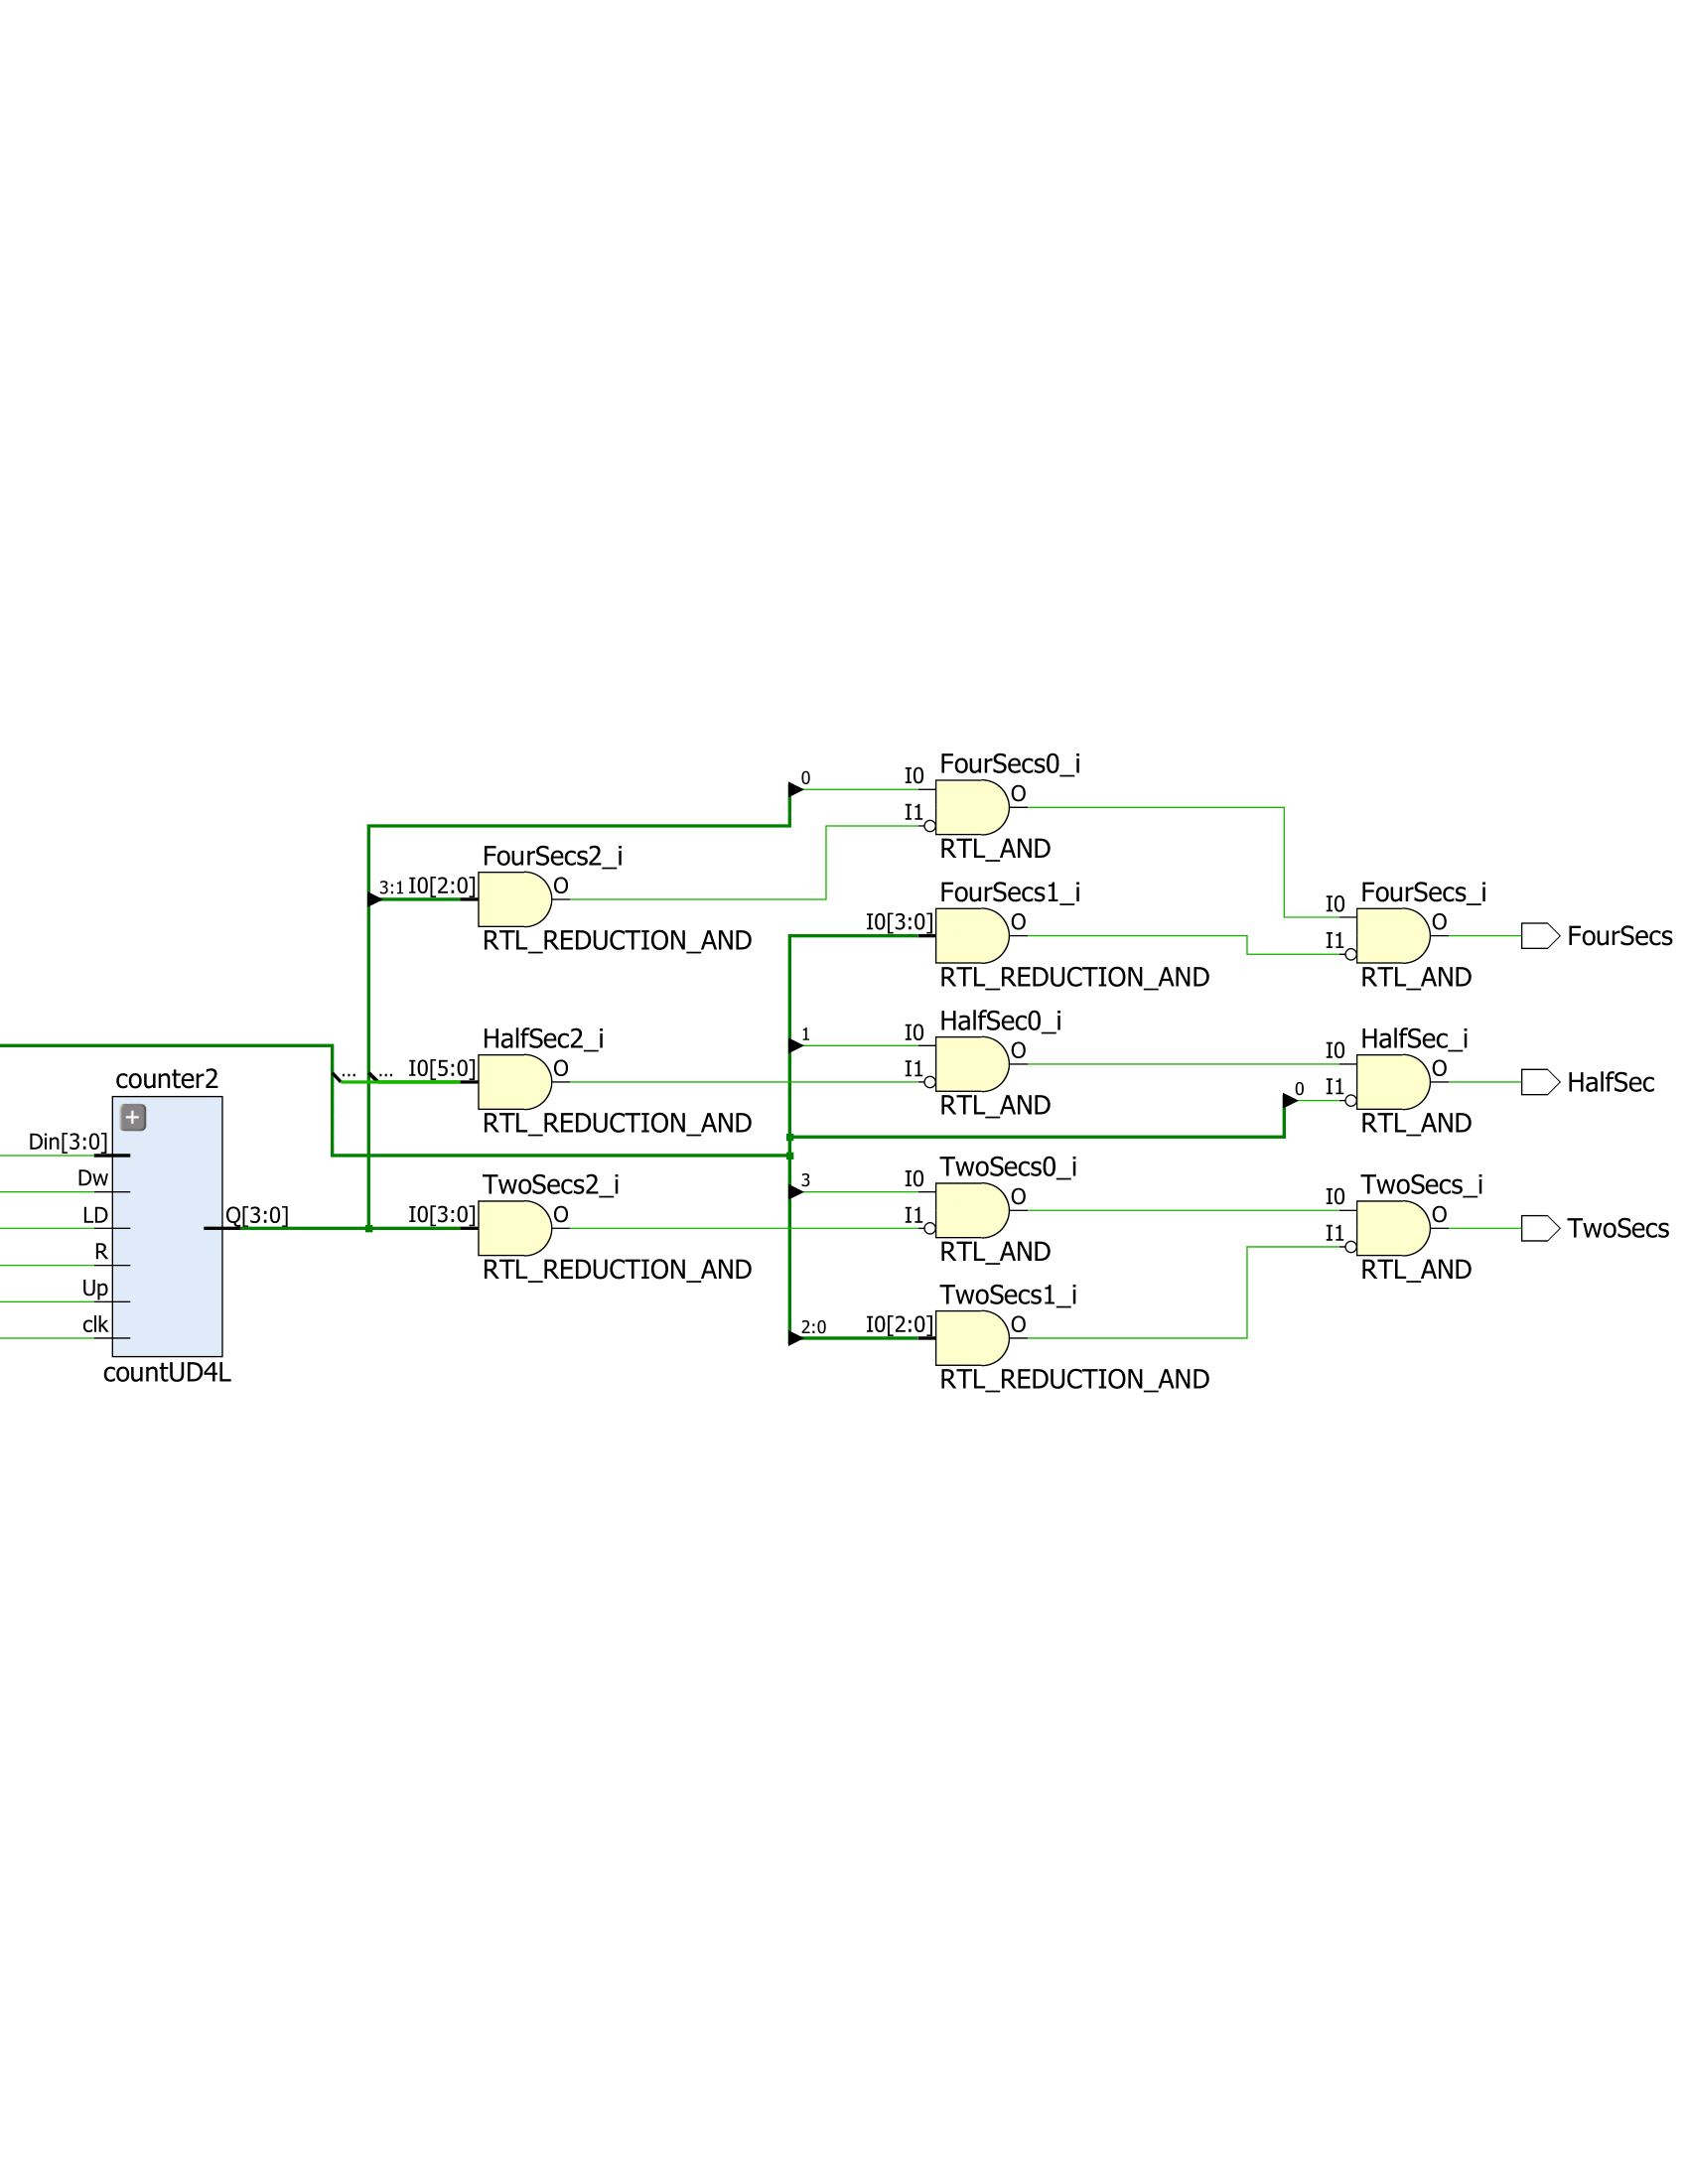 FourSecs0_i
0 I0 O
I1
RTL_AND
FourSecs2_i
3:1 I0[2:0] O
RTL_REDUCTION_AND
FourSecs1_i
I0[3:0] O
RTL_REDUCTION_AND
FourSecs_i
I0 O
I1
RTL_AND
FourSecs
HalfSec2_i
... ... I0[5:0] O
RTL_REDUCTION_AND
HalfSec0_i
1 I0 O
I1
RTL_AND
HalfSec_i
I0 O
0 I1
RTL_AND
HalfSec
counter2
Din[3:0]
Dw
LD
Q[3:0]
R
Up
clk
countUD4L
TwoSecs2_i
I0[3:0] O
RTL_REDUCTION_AND
TwoSecs0_i
3 I0 O
I1
RTL_AND
TwoSecs_i
I0 O
I1
RTL_AND
TwoSecs
TwoSecs1_i
2:0 I0[2:0] O
RTL_REDUCTION_AND